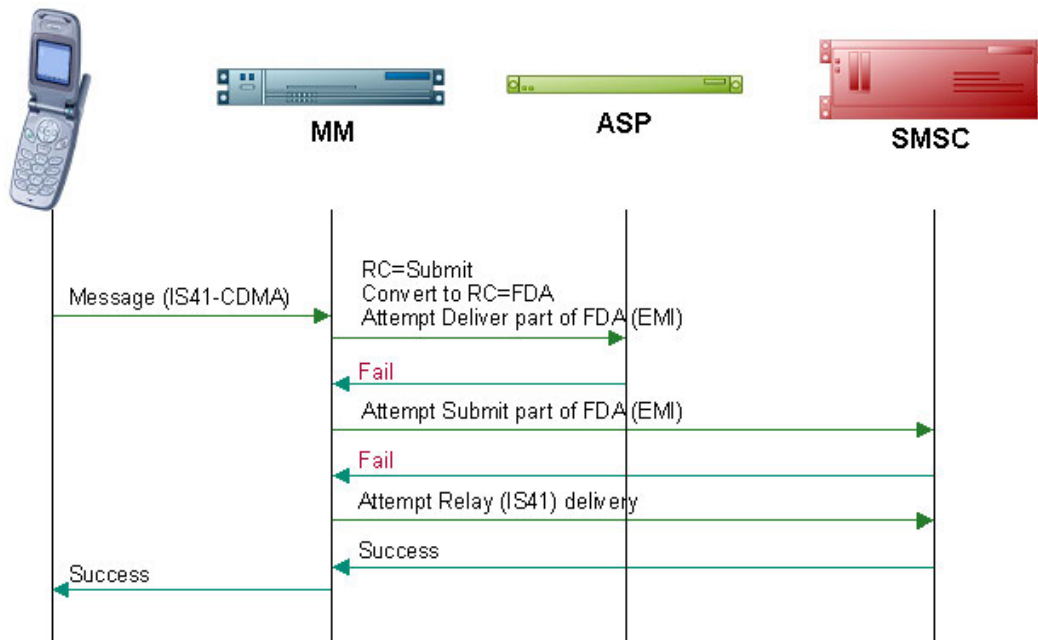 MM
ASP
SMSC
RC=Submit
Convert to RC=FDA
Message (IS41-CDMA)
Attempt Deliver part of FDA (EMI)
Fail
Attempt Submit part of FDA (EMI)
Fail
Attempt Relay (IS41) delivery
Success
Success